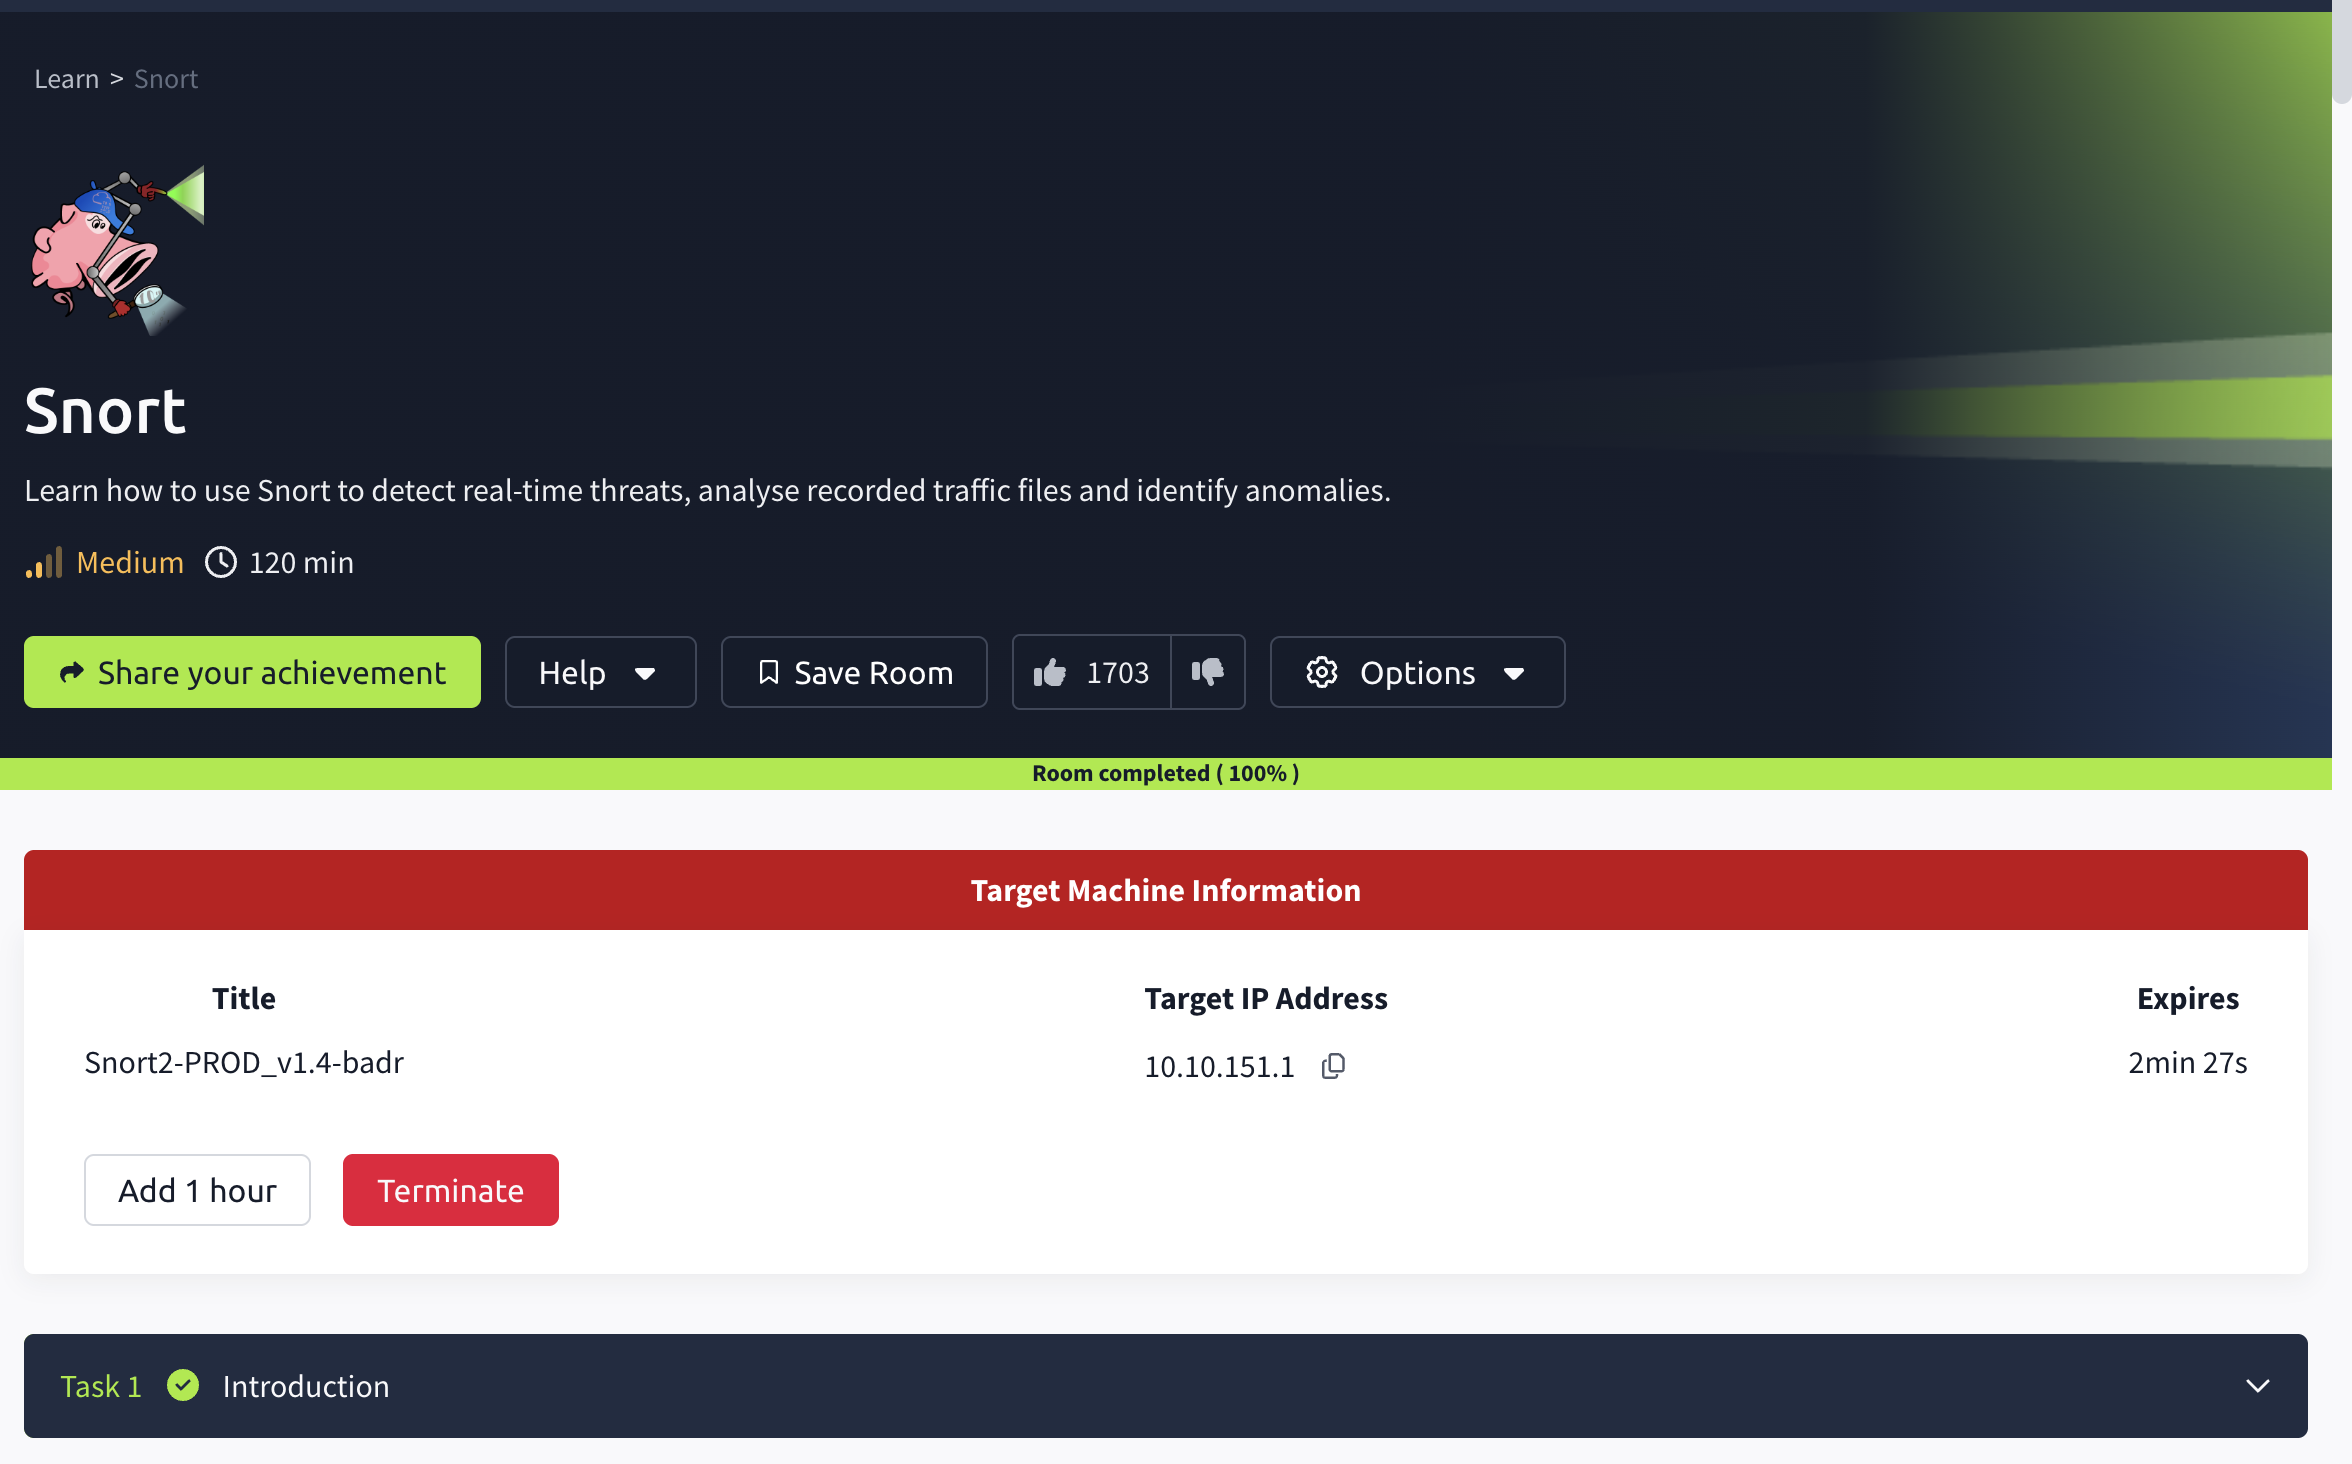 Learn > Snort
Snort
Learn how to use Snort to detect real-time threats, analyse recorded traffic files and identify anomalies.
Medium 120 min
Share your achievement Help Save Room 1703 Options
Room completed ( 100% )
Target Machine Information
Title Target IP Address Expires
Snort2-PROD_v1.4-badr 10.10.151.1 2min 27s
Add 1 hour Terminate
Task 1 Introduction